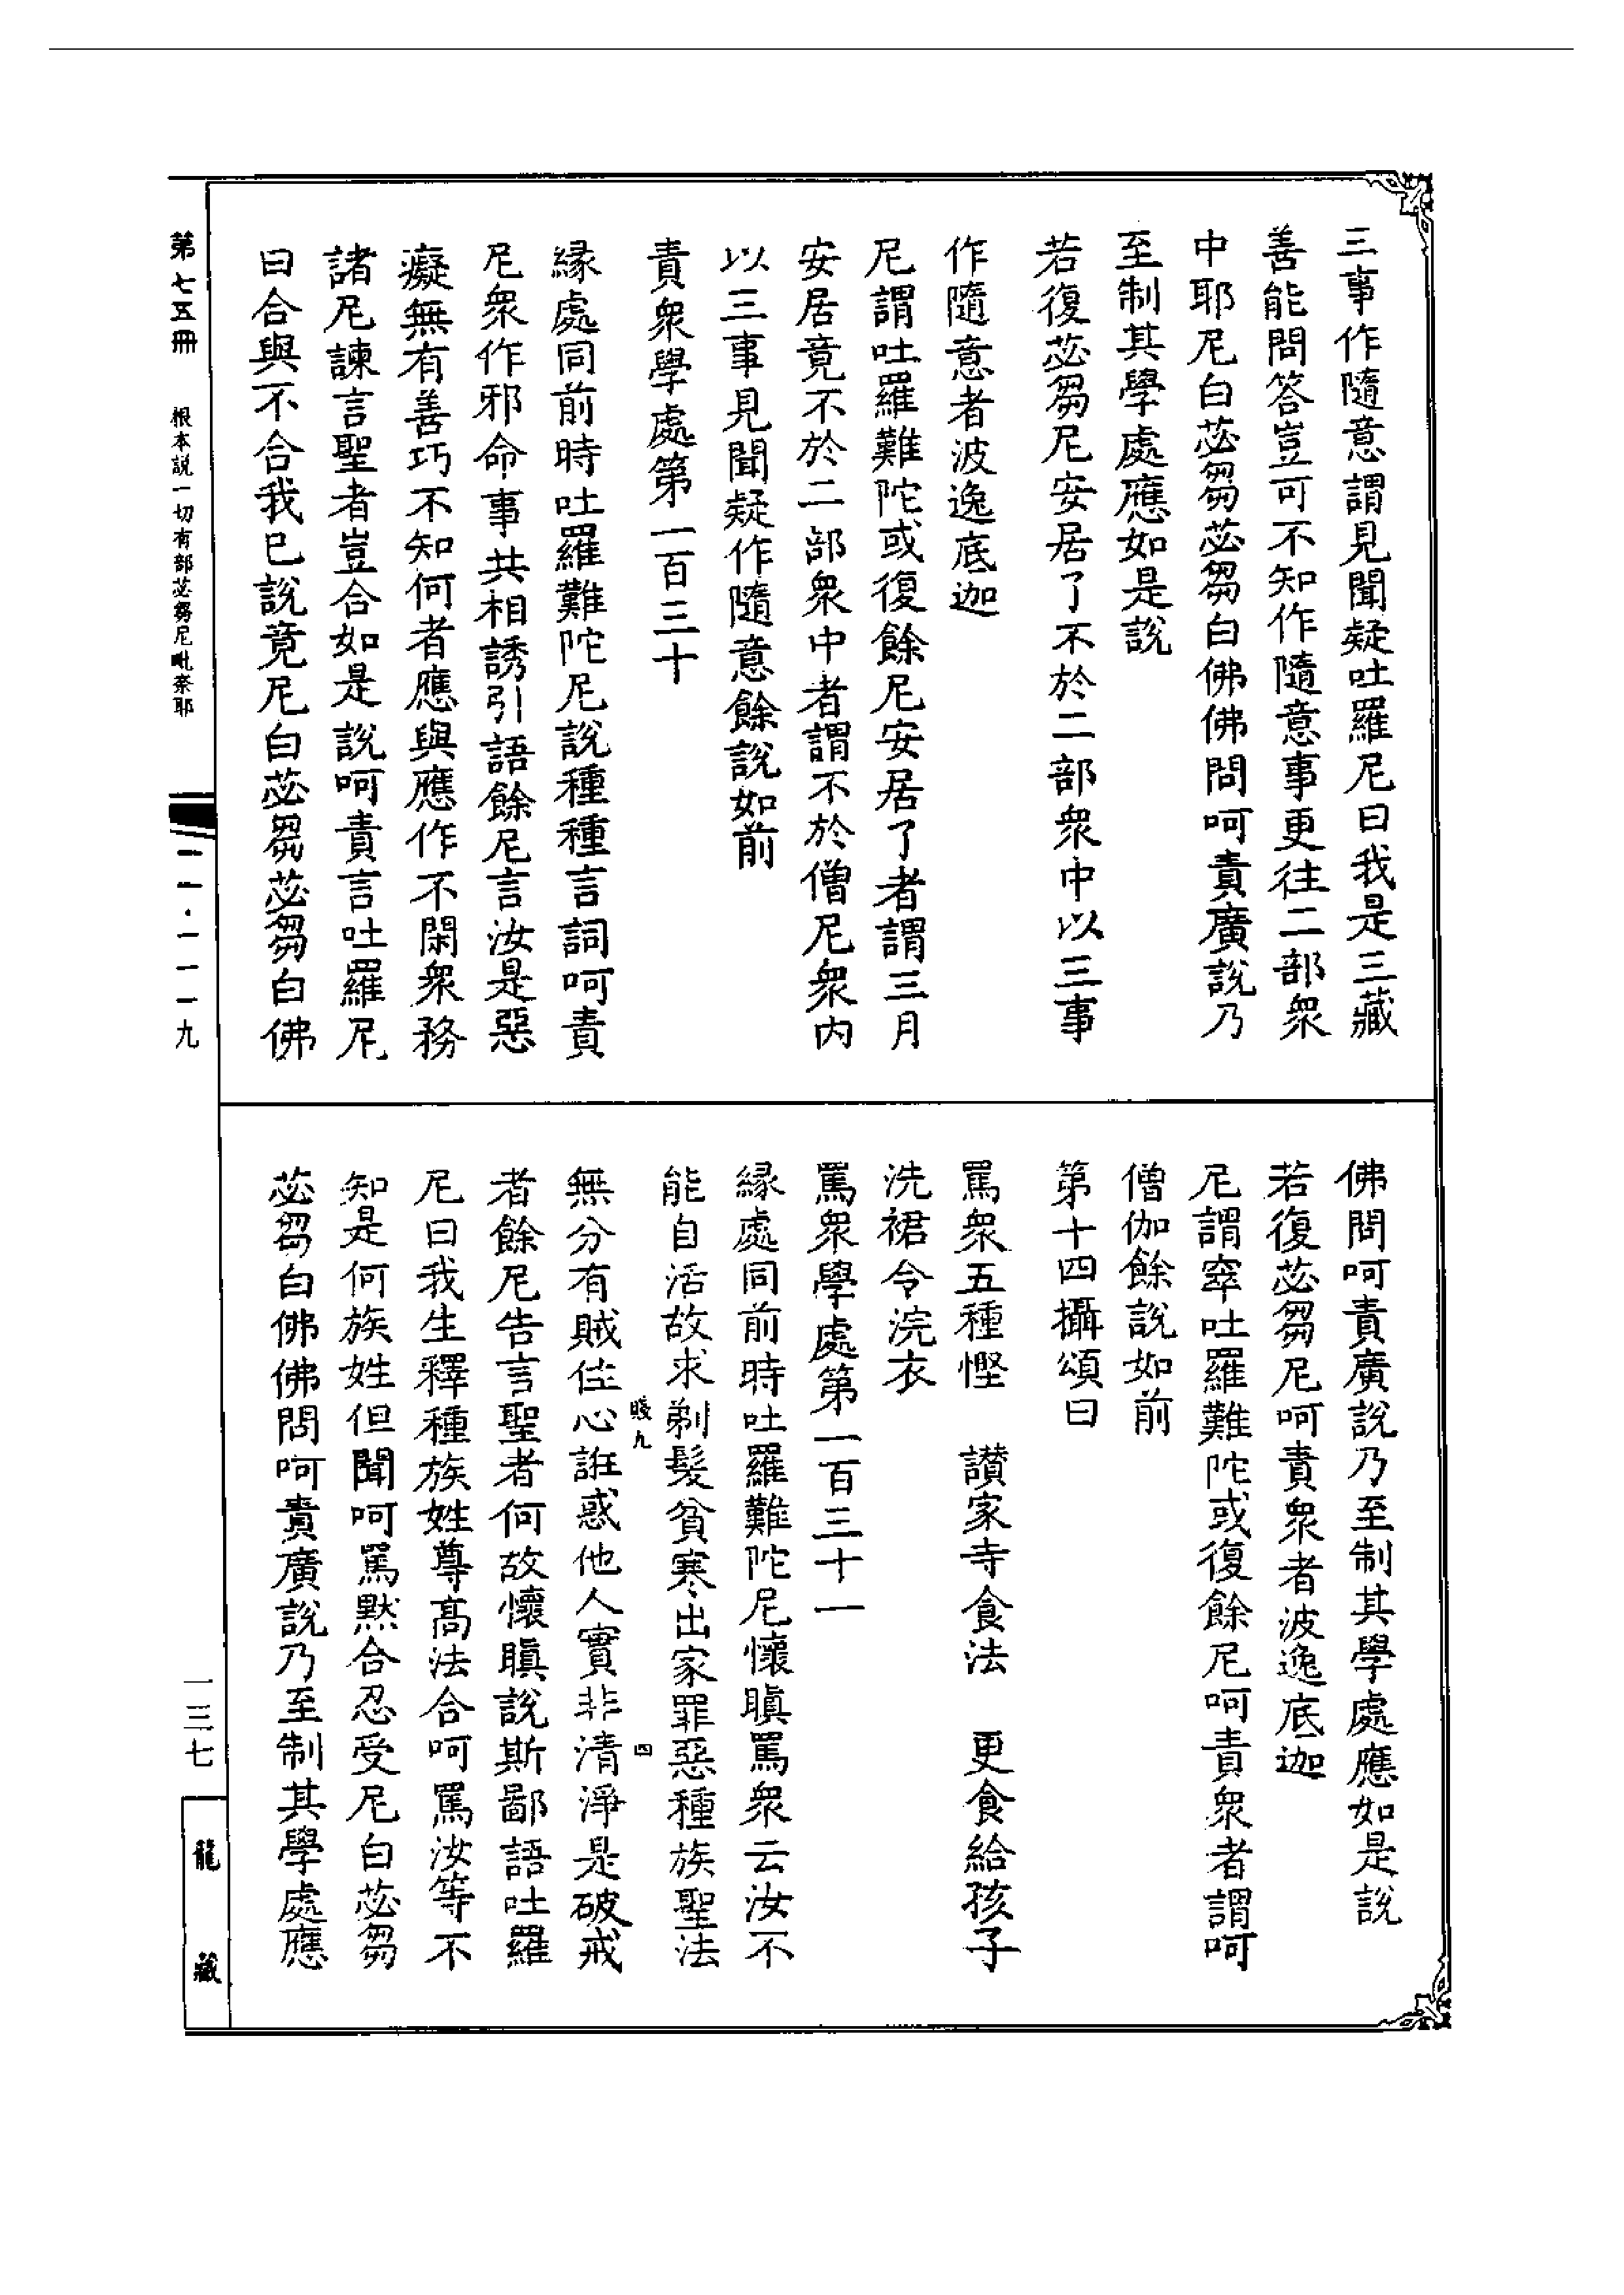 三事作隨意謂見聞疑吐羅尼曰我是三藏
善能問答豈可不知作隨意事更往二部衆
中耶尼白苾芻苾芻白佛佛問呵責廣說乃
至制其學處應如是說
若復苾芻尼安居了不於二部衆中以三事
作隨意者波逸底迦
尼謂吐羅難陀或復餘尼安居了者謂三月
安居竟不於二部衆中者謂不於僧尼衆内
以三事見聞疑作隨意餘說如前
責衆學處第一百三十
縁處同前時吐羅難陀尼說種種言詞呵責
尼衆作邪命事共相誘引語餘尼言汝是惡
癡無有善巧不知何者應與應作不閑衆務
諸尼諫言聖者豈合如是說呵責言吐羅尼
曰合與不合我已說竟尼白苾芻苾芻白佛
佛問呵責廣說乃至制其學處應如是說
若復苾芻尼呵責衆者波逸底迦
尼謂窣吐羅難陀或復餘尼呵責衆者謂呵
僧伽餘說如前
第十四攝頌曰
罵衆五種慳 讃家寺食法 更食給孩子
洗裙令浣衣
罵衆學處第一百三十一
縁處同前時吐羅難陀尼懷瞋罵衆云汝不
能自活故求剃髮貧寒出家罪惡種族聖法
無分有賊住心誑惑他人實非清淨是破戒
者餘尼告言聖者何故懷瞋說斯鄙語吐羅
尼曰我生釋種族姓尊高法合呵罵汝等不
知是何族姓但聞呵罵默合忍受尼白苾芻
苾芻白佛佛問呵責廣說乃至制其學處應
九
四
第七五冊 根本説一切有部苾芻尼毗奈耶
一一·一一一九
一三七
龍藏